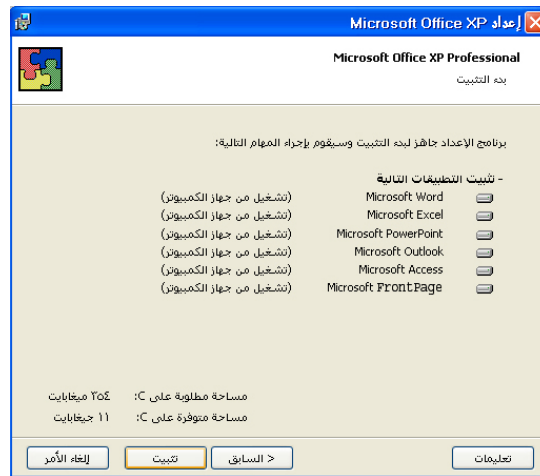 إعداد Microsoft Office XP
Microsoft Office XP Professional
بدء التثبيت
برنامج الإعداد جاهز لبدء التثبيت وسيقوم بإجراء المهام التالية:
- تثبيت التطبيقات التالية
Microsoft Word (تشغيل من جهاز الكمبيوتر)
Microsoft Excel (تشغيل من جهاز الكمبيوتر)
Microsoft PowerPoint (تشغيل من جهاز الكمبيوتر)
Microsoft Outlook (تشغيل من جهاز الكمبيوتر)
Microsoft Access (تشغيل من جهاز الكمبيوتر)
Microsoft FrontPage (تشغيل من جهاز الكمبيوتر)
مساحة مطلوبة على C: ٣٥٤ ميغابايت
مساحة متوفرة على C: ١١ جيغابايت
تعليمات < السابق تثبيت إلغاء الأمر